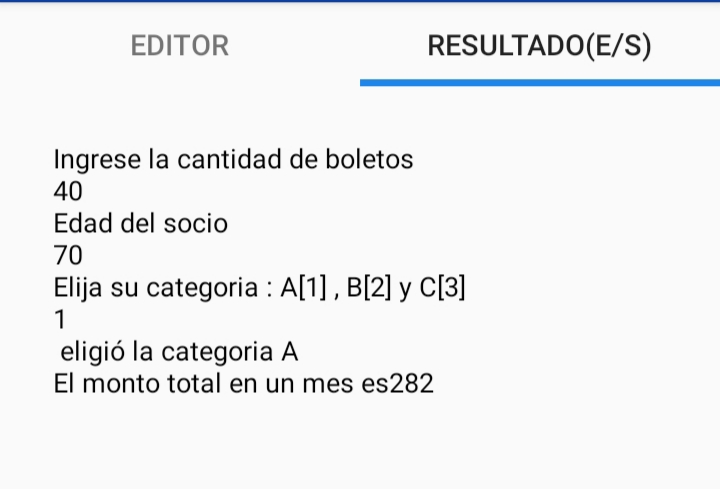 EDITOR RESULTADO(E/S)
Ingrese la cantidad de boletos
40
Edad del socio
70
Elija su categoria : A[1] , B[2] y C[3]
1
eligió la categoria A
El monto total en un mes es282